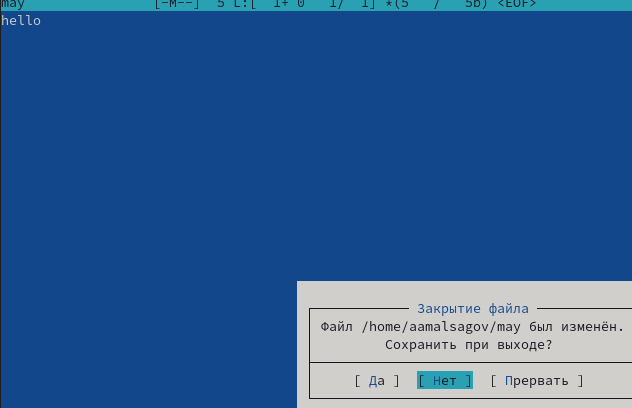 may [-M--] 5 L:[ 1+ 0 1/ 1] *(5 / 5b) <EOF>
hello
Закрытие файла
Файл /home/aamalsagov/may был изменён.
Сохранить при выходе?
[ Да ] [ Нет ] [ Прервать ]